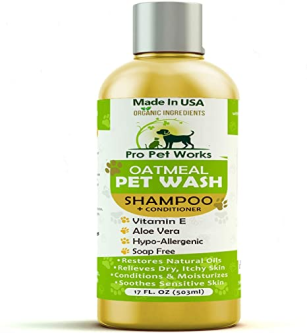 Made In USA
ORGANIC INGREDIENTS
Pro Pet Works
OATMEAL
PET WASH
SHAMPOO
+ CONDITIONER
Vitamin E
Aloe Vera
Hypo-Allergenic
Soap Free
•Restores Natural Oils
•Relieves Dry, Itchy Skin
•Conditions & Moisturizes
•Soothes Sensitive Skin
17 FL. OZ (503ml)